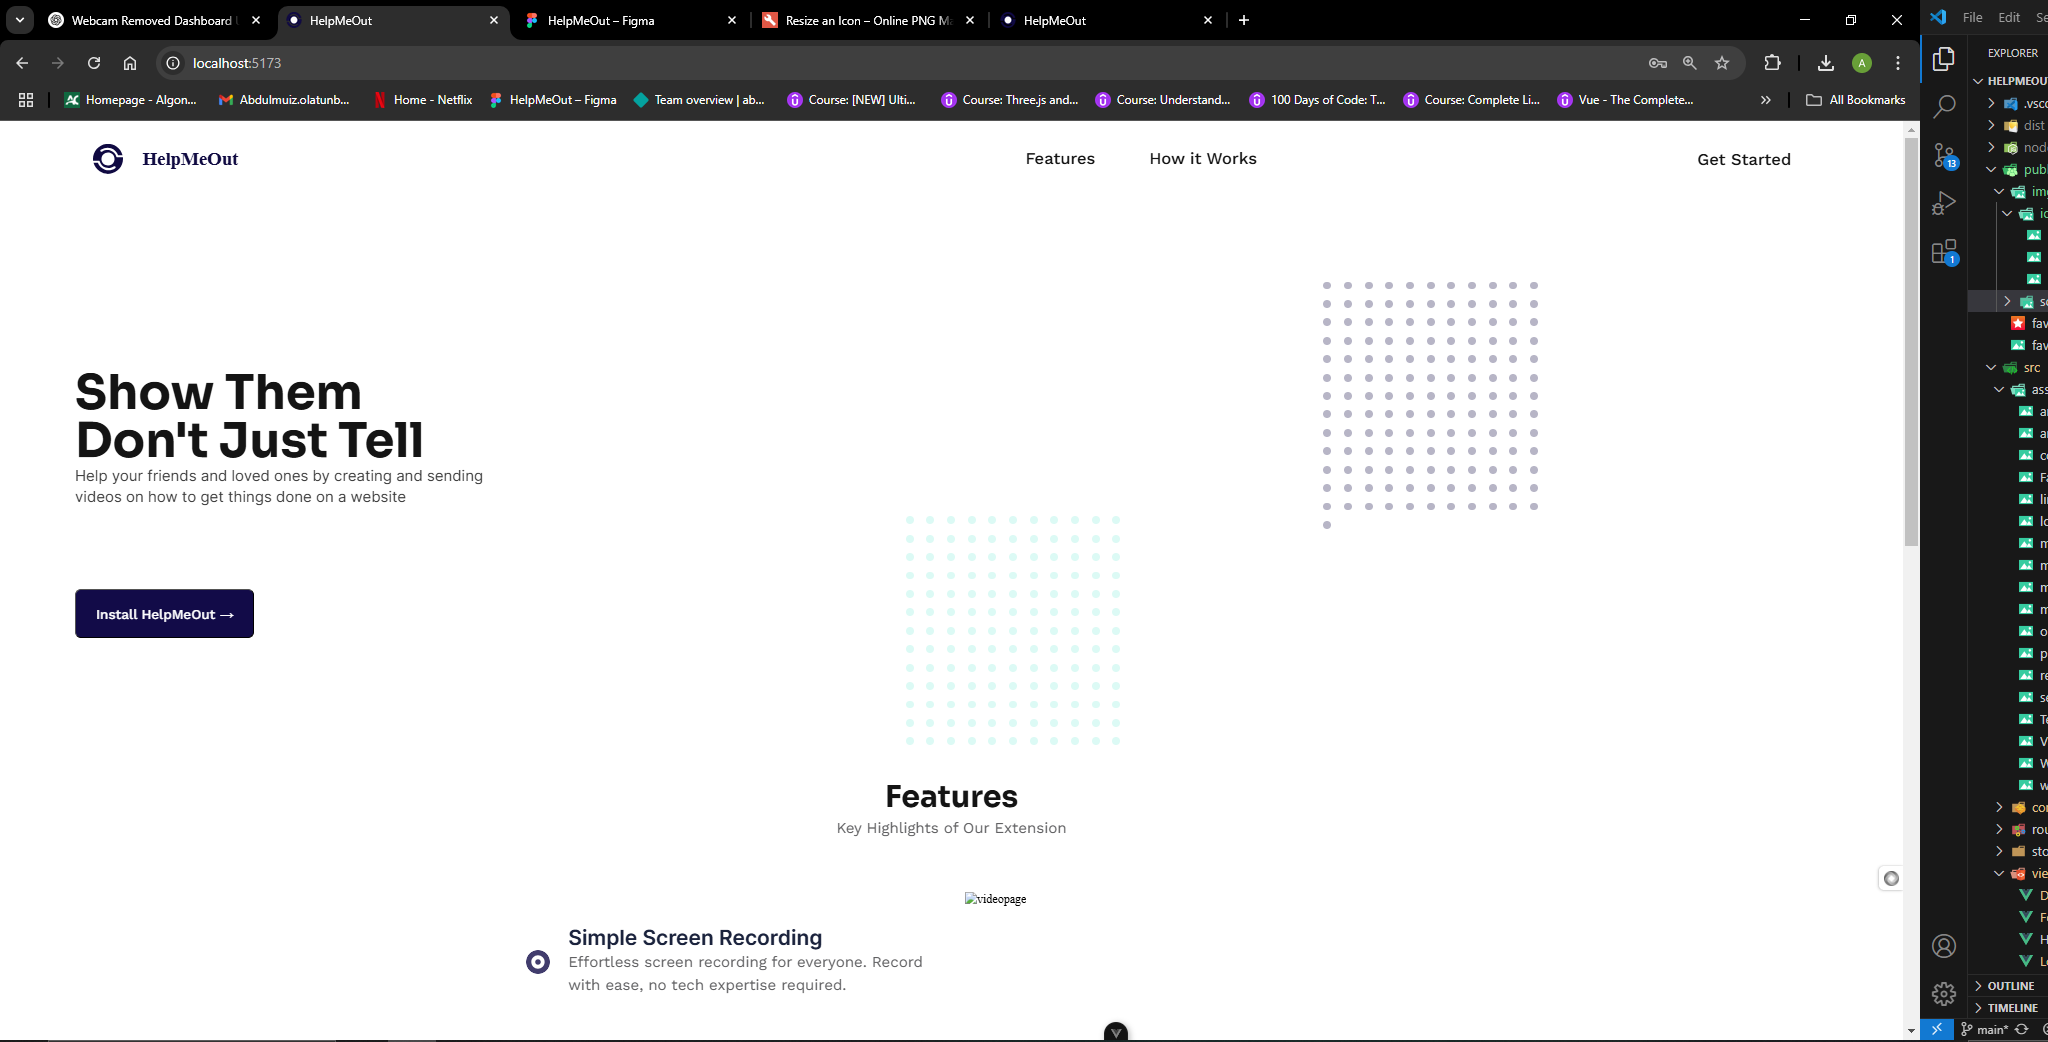 Webcam Removed Dashboard
HelpMeOut
HelpMeOut – Figma
Resize an Icon – Online PNG Ma
HelpMeOut
File Edit Se
localhost:5173
A
EXPLORER
Homepage - Algon...
Abdulmuiz.olatunb...
Home - Netflix
HelpMeOut – Figma
Team overview | ab...
Course: [NEW] Ulti...
Course: Three.js and...
Course: Understand...
100 Days of Code: T...
Course: Complete Li...
Vue - The Complete...
All Bookmarks
HELPMEOU
.vsco
dist
nod
publ
img
ic
sc
fav
fav
src
ass
HelpMeOut
Features
How it Works
Get Started
13
1
Show Them
Don't Just Tell
Help your friends and loved ones by creating and sending
videos on how to get things done on a website
Install HelpMeOut →
Features
Key Highlights of Our Extension
videopage
Simple Screen Recording
Effortless screen recording for everyone. Record
with ease, no tech expertise required.
con
rou
sto
vie
OUTLINE
TIMELINE
main*